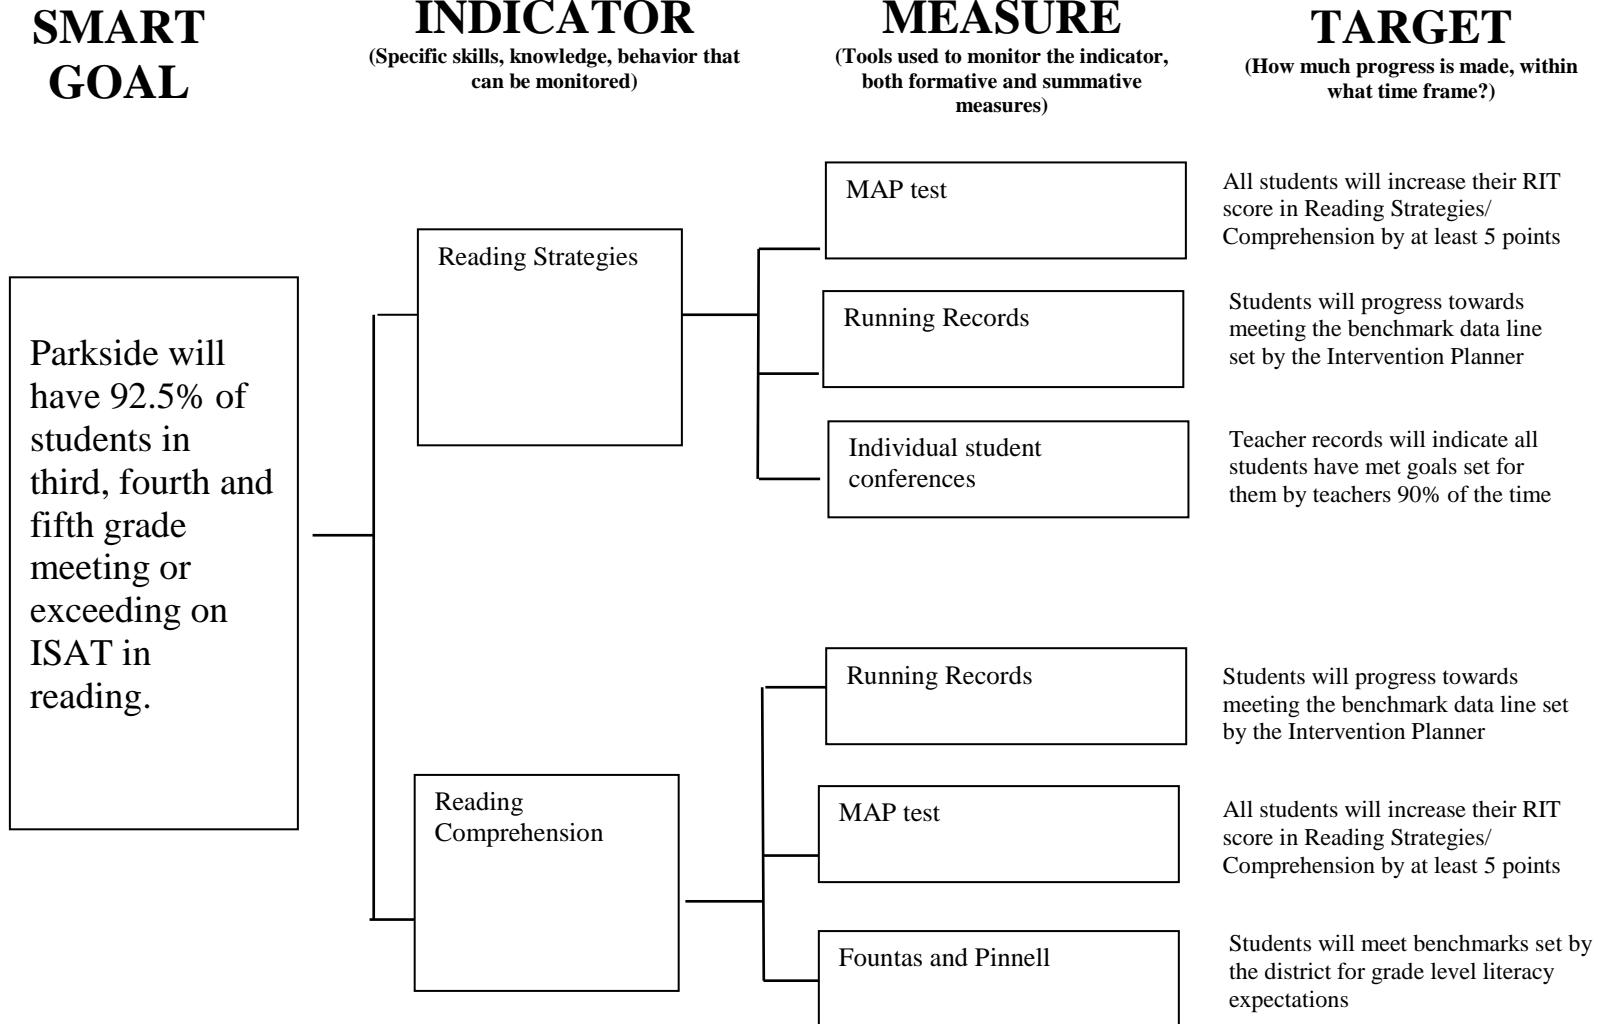 SMART
GOAL
INDICATOR
(Specific skills, knowledge, behavior that
can be monitored)
MEASURE
(Tools used to monitor the indicator,
both formative and summative
measures)
TARGET
(How much progress is made, within
what time frame?)
Parkside will
have 92.5% of
students in
third, fourth and
fifth grade
meeting or
exceeding on
ISAT in
reading.
Reading Strategies
MAP test
All students will increase their RIT
score in Reading Strategies/
Comprehension by at least 5 points
Running Records
Students will progress towards
meeting the benchmark data line
set by the Intervention Planner
Individual student
conferences
Teacher records will indicate all
students have met goals set for
them by teachers 90% of the time
Reading
Comprehension
Running Records
Students will progress towards
meeting the benchmark data line set
by the Intervention Planner
MAP test
All students will increase their RIT
score in Reading Strategies/
Comprehension by at least 5 points
Fountas and Pinnell
Students will meet benchmarks set by
the district for grade level literacy
expectations